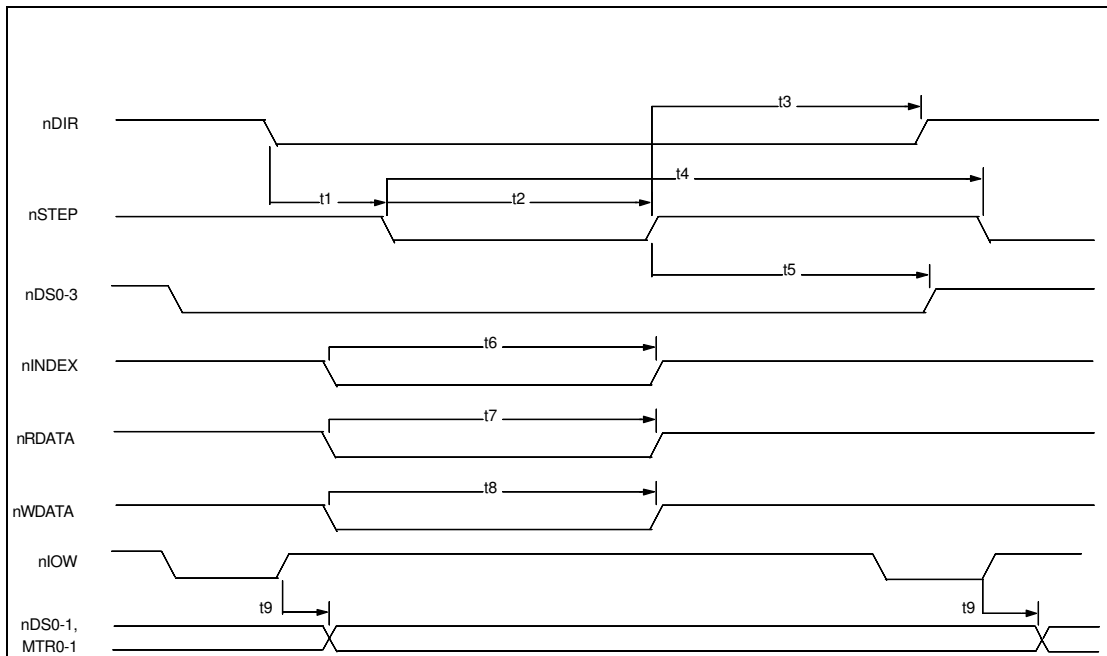 t3
nDIR
t4
t1
t2
nSTEP
t5
nDS0-3
t6
nINDEX
t7
nRDATA
t8
nWDATA
nIOW
t9
t9
nDS0-1,
MTR0-1